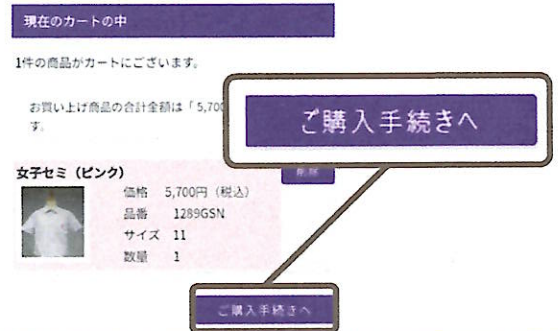 現在のカートの中
1件の商品がカートにございます。
お買い上げ商品の合計金額は「5,700
す。
ご購入手続きへ
女子セミ（ピンク）
削除
価格 5,700円（税込）
品番 1289GSN
サイズ 11
数量 1
ご購入手続きへ